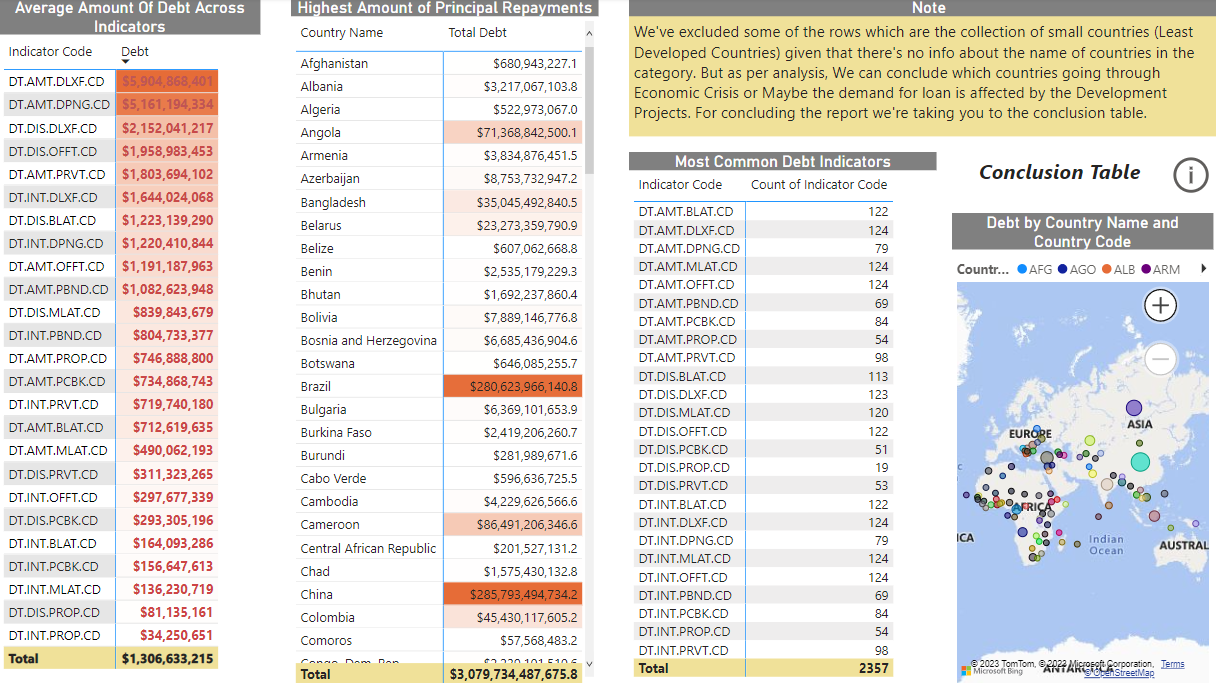 Average Amount Of Debt Across
Indicators
Indicator Code Debt
DT.AMT.DLXF.CD $5,904,868,401
DT.AMT.DPNG.CD $5,161,194,334
DT.DIS.DLXF.CD $2,152,041,217
DT.DIS.OFFT.CD $1,958,983,453
DT.AMT.PRVT.CD $1,803,694,102
DT.INT.DLXF.CD $1,644,024,068
DT.DIS.BLAT.CD $1,223,139,290
DT.INT.DPNG.CD $1,220,410,844
DT.AMT.OFFT.CD $1,191,187,963
DT.AMT.PBND.CD $1,082,623,948
DT.DIS.MLAT.CD $839,843,679
DT.INT.PBND.CD $804,733,377
DT.AMT.PROP.CD $746,888,800
DT.AMT.PCBK.CD $734,868,743
DT.INT.PRVT.CD $719,740,180
DT.AMT.BLAT.CD $712,619,635
DT.AMT.MLAT.CD $490,062,193
DT.DIS.PRVT.CD $311,323,265
DT.INT.OFFT.CD $297,677,339
DT.DIS.PCBK.CD $293,305,196
DT.INT.BLAT.CD $164,093,286
DT.INT.PCBK.CD $156,647,613
DT.INT.MLAT.CD $136,230,719
DT.DIS.PROP.CD $81,135,161
DT.INT.PROP.CD $34,250,651
Total $1,306,633,215
Highest Amount of Principal Repayments
Country Name Total Debt
Afghanistan $680,943,227.1
Albania $3,217,067,103.8
Algeria $522,973,067.0
Angola $71,368,842,500.1
Armenia $3,834,876,451.5
Azerbaijan $8,753,732,947.2
Bangladesh $35,045,492,840.5
Belarus $23,273,359,790.9
Belize $607,062,668.8
Benin $2,535,179,229.3
Bhutan $1,692,237,860.4
Bolivia $7,889,146,776.8
Bosnia and Herzegovina $6,685,436,904.6
Botswana $646,085,255.7
Brazil $280,623,966,140.8
Bulgaria $6,369,101,653.9
Burkina Faso $2,419,206,260.7
Burundi $281,989,671.6
Cabo Verde $596,636,725.5
Cambodia $4,229,626,566.6
Cameroon $86,491,206,346.6
Central African Republic $201,527,131.2
Chad $1,575,430,132.8
China $285,793,494,734.2
Colombia $45,430,117,605.2
Comoros $57,568,483.2
Total $3,079,734,487,675.8
Note
We've excluded some of the rows which are the collection of small countries (Least
Developed Countries) given that there's no info about the name of countries in the
category. But as per analysis, We can conclude which countries going through
Economic Crisis or Maybe the demand for loan is affected by the Development
Projects. For concluding the report we're taking you to the conclusion table.
Most Common Debt Indicators
Indicator Code Count of Indicator Code
DT.AMT.BLAT.CD 122
DT.AMT.DLXF.CD 124
DT.AMT.DPNG.CD 79
DT.AMT.MLAT.CD 124
DT.AMT.OFFT.CD 124
DT.AMT.PBND.CD 69
DT.AMT.PCBK.CD 84
DT.AMT.PROP.CD 54
DT.AMT.PRVT.CD 98
DT.DIS.BLAT.CD 113
DT.DIS.DLXF.CD 123
DT.DIS.MLAT.CD 120
DT.DIS.OFFT.CD 122
DT.DIS.PCBK.CD 51
DT.DIS.PROP.CD 19
DT.DIS.PRVT.CD 53
DT.INT.BLAT.CD 122
DT.INT.DLXF.CD 124
DT.INT.DPNG.CD 79
DT.INT.MLAT.CD 124
DT.INT.OFFT.CD 124
DT.INT.PBND.CD 69
DT.INT.PCBK.CD 84
DT.INT.PROP.CD 54
DT.INT.PRVT.CD 98
Total 2357
Conclusion Table
Debt by Country Name and
Country Code
Countr... AFG AGO ALB ARM
ASIA
EUROPE
AFRICA
ICA
Indian
Ocean
AUSTRAL
© 2023 TomTom, © 2023 Microsoft Corporation, Terms
Microsoft Bing
© OpenStreetMap